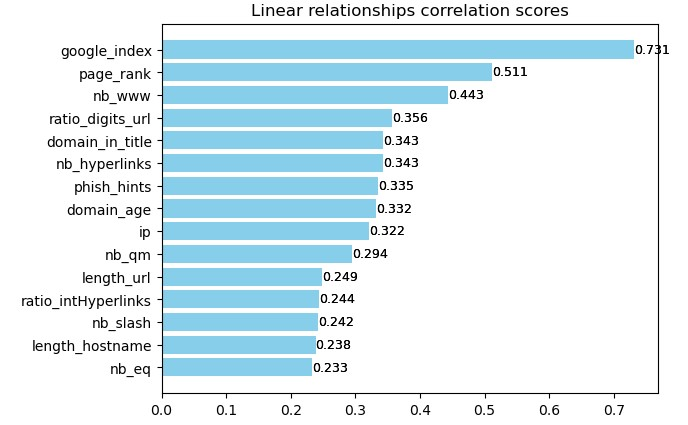 Linear relationships correlation scores
google_index 0.731
page_rank 0.511
nb_www 0.443
ratio_digits_url 0.356
domain_in_title 0.343
nb_hyperlinks 0.343
phish_hints 0.335
domain_age 0.332
ip 0.322
nb_qm 0.294
length_url 0.249
ratio_intHyperlinks 0.244
nb_slash 0.242
length_hostname 0.238
nb_eq 0.233
0.0 0.1 0.2 0.3 0.4 0.5 0.6 0.7